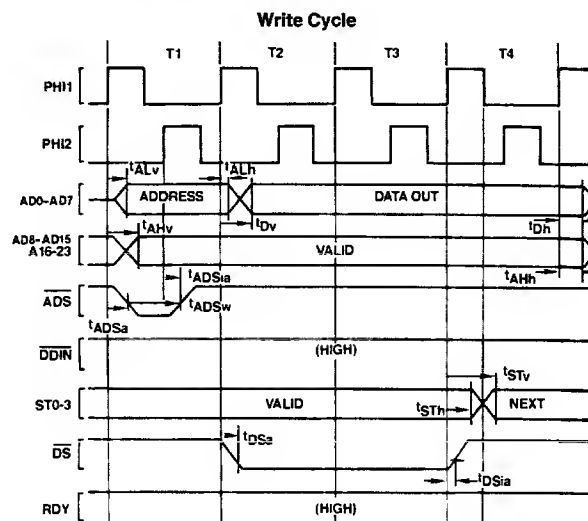 Write Cycle
T1 T2 T3 T4
PHI1
PHI2
tALv tALh
AD0-AD7 ADDRESS DATA OUT
tDv tDh
tAHv
AD8-AD15
A16-23 VALID
tAHh
tADSia
ADS
tADSw
tADSa
DDIN (HIGH)
tSTv
ST0-3 VALID NEXT
tSTh
tDSa
DS
tDSia
RDY (HIGH)